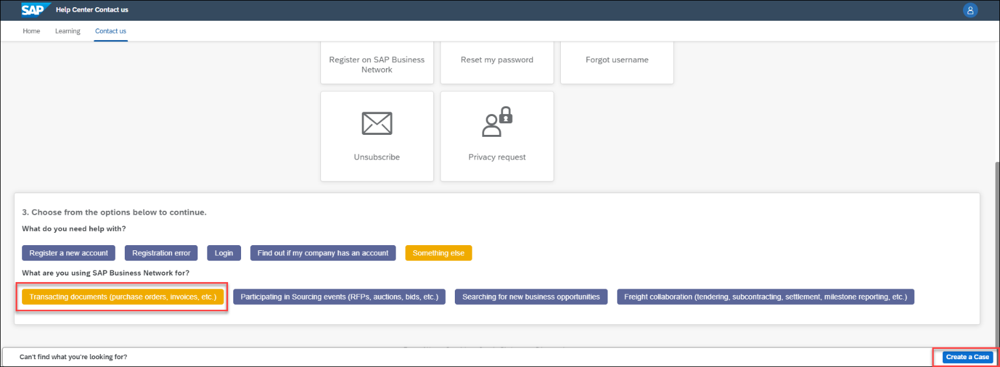 SAP Help Center Contact us
Home Learning Contact us
Register on SAP Business
Network
Reset my password
Forgot username
Unsubscribe
Privacy request
3. Choose from the options below to continue.
What do you need help with?
Register a new account Registration error Login Find out if my company has an account Something else
What are you using SAP Business Network for?
Transacting documents (purchase orders, invoices, etc.) Participating in Sourcing events (RFPs, auctions, bids, etc.) Searching for new business opportunities Freight collaboration (tendering, subcontracting, settlement, milestone reporting, etc.)
Can't find what you're looking for? Create a Case